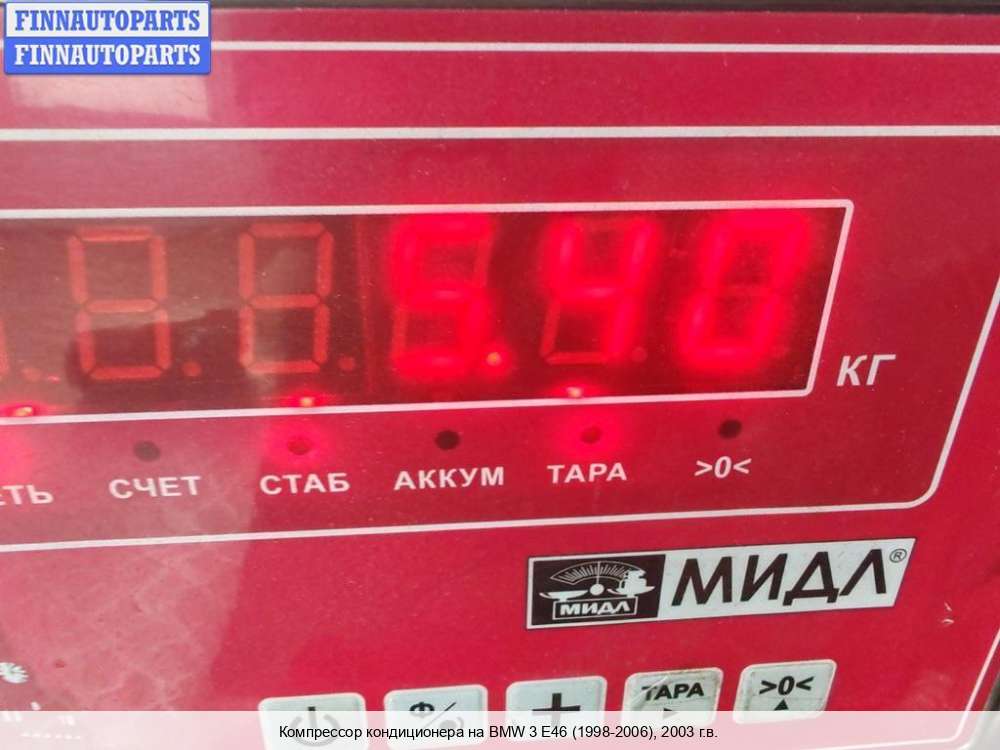 FINNAUTOPARTS
FINNAUTOPARTS
5.40
КГ
ЕТЬ СЧЕТ СТАБ АККУМ ТАРА >0<
МИДЛ МИДЛ®
Ф + ТАРА >0<
Компрессор кондиционера на BMW 3 E46 (1998-2006), 2003 г.в.